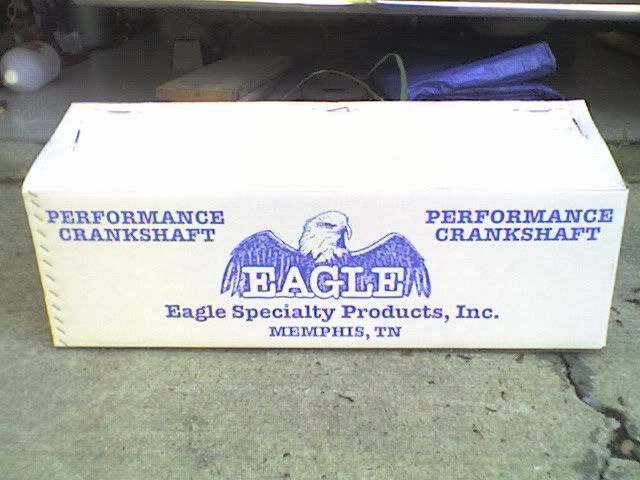 PERFORMANCE
CRANKSHAFT
PERFORMANCE
CRANKSHAFT
EAGLE
Eagle Specialty Products, Inc.
MEMPHIS, TN